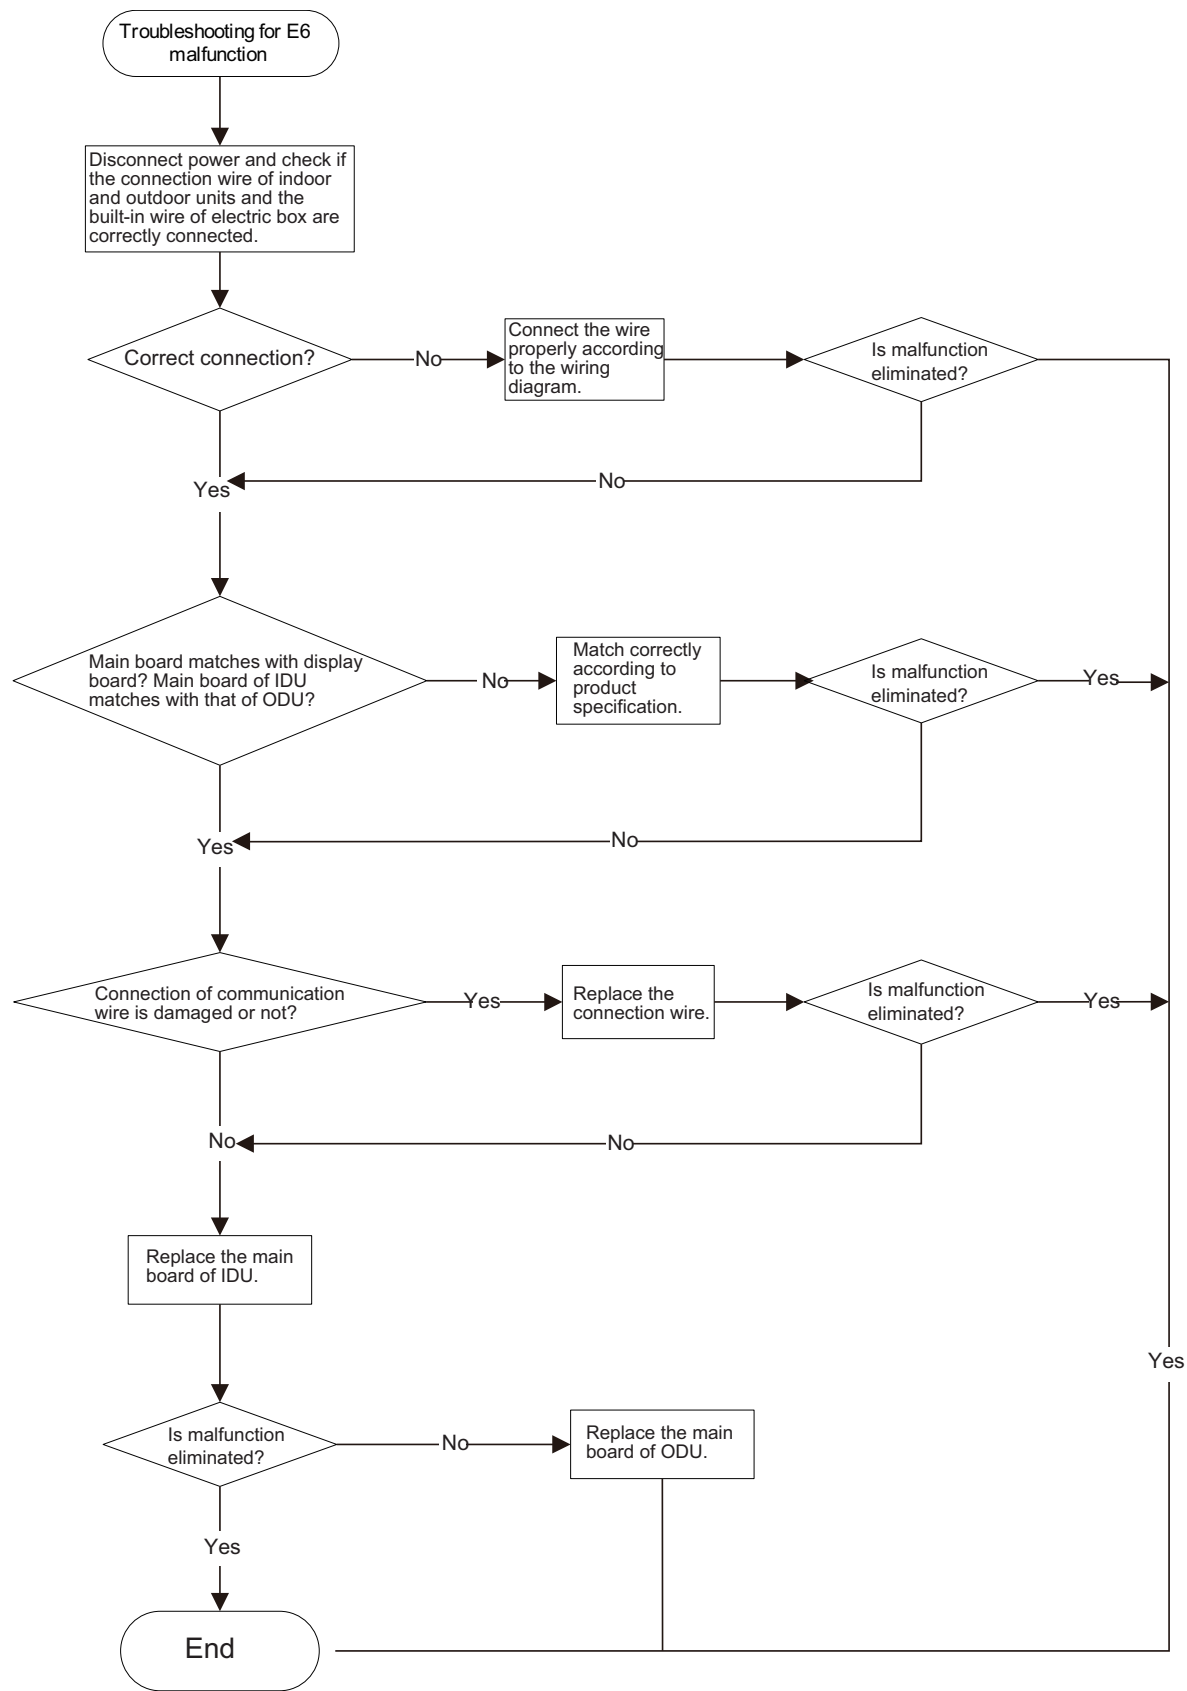 Troubleshooting for E6
malfunction
Disconnect power and check if
the connection wire of indoor
and outdoor units and the
built-in wire of electric box are
correctly connected.
Correct connection?
No
Connect the wire
properly according
to the wiring
diagram.
Is malfunction
eliminated?
Yes
No
Main board matches with display
board? Main board of IDU
matches with that of ODU?
No
Match correctly
according to
product
specification.
Is malfunction
eliminated?
Yes
Yes
No
Connection of communication
wire is damaged or not?
Yes
Replace the
connection wire.
Is malfunction
eliminated?
Yes
No
No
Replace the main
board of IDU.
Yes
Is malfunction
eliminated?
No
Replace the main
board of ODU.
Yes
End